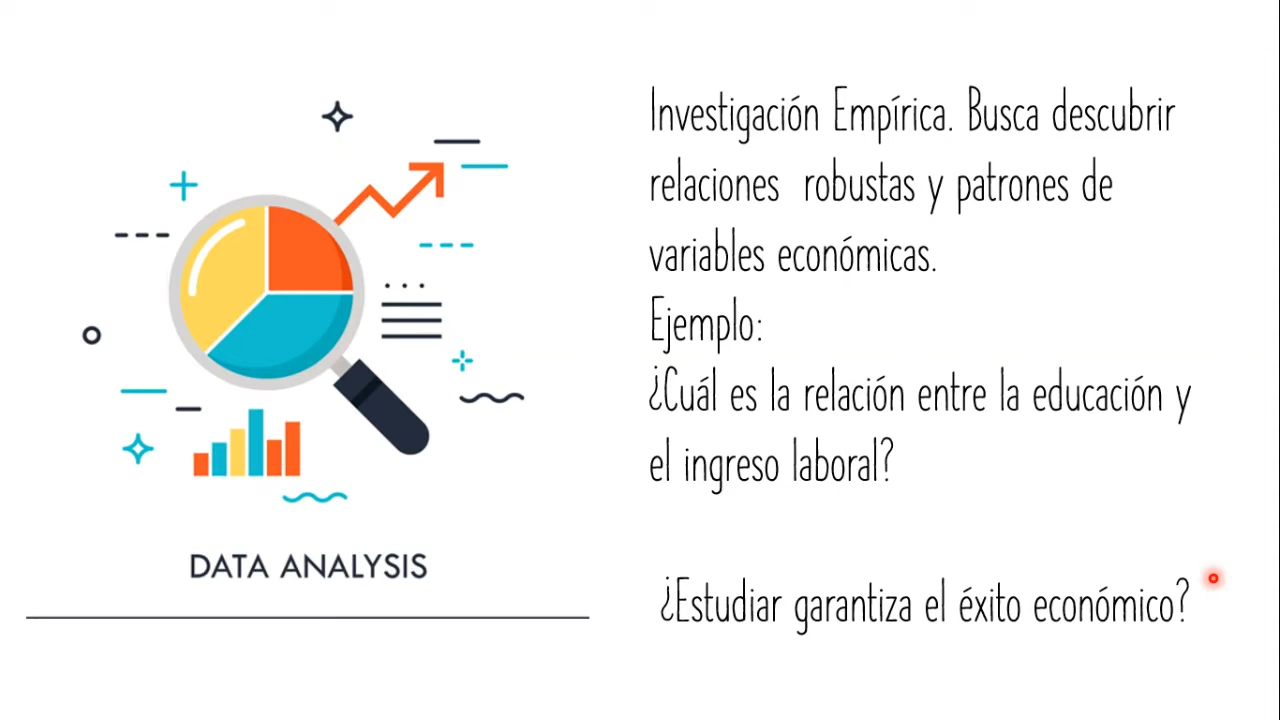 Investigación Empírica. Busca descubrir
relaciones robustas y patrones de
variables económicas.
Ejemplo:
¿Cuál es la relación entre la educación y
el ingreso laboral?
¿Estudiar garantiza el éxito económico?
DATA ANALYSIS